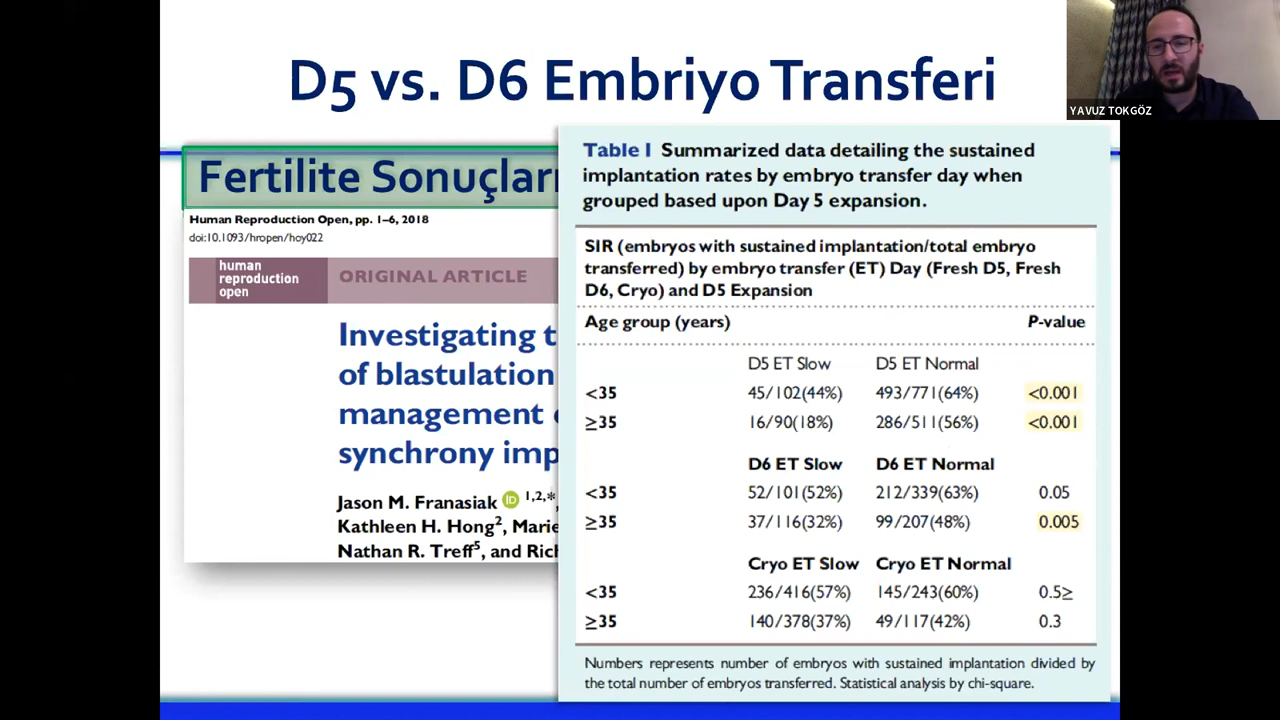 D5 vs. D6 Embriyo Transferi
YAVUZ TOKGÖZ
Fertilite Sonuçları
Human Reproduction Open, pp. 1–6, 2018
doi:10.1093/hropen/hoy022
human
reproduction
open
ORIGINAL ARTICLE
Investigating t
of blastulation
management
synchrony imp
Jason M. Franasiak iD 1,2,*,
Kathleen H. Hong2, Marie
Nathan R. Treff5, and Rich
Table I Summarized data detailing the sustained
implantation rates by embryo transfer day when
grouped based upon Day 5 expansion.
SIR (embryos with sustained implantation/total embryo
transferred) by embryo transfer (ET) Day (Fresh D5, Fresh
D6, Cryo) and D5 Expansion
Age group (years) P-value
D5 ET Slow D5 ET Normal
<35 45/102(44%) 493/771(64%) <0.001
≥35 16/90(18%) 286/511(56%) <0.001
D6 ET Slow D6 ET Normal
<35 52/101(52%) 212/339(63%) 0.05
≥35 37/116(32%) 99/207(48%) 0.005
Cryo ET Slow Cryo ET Normal
<35 236/416(57%) 145/243(60%) 0.5≥
≥35 140/378(37%) 49/117(42%) 0.3
Numbers represents number of embryos with sustained implantation divided by
the total number of embryos transferred. Statistical analysis by chi-square.